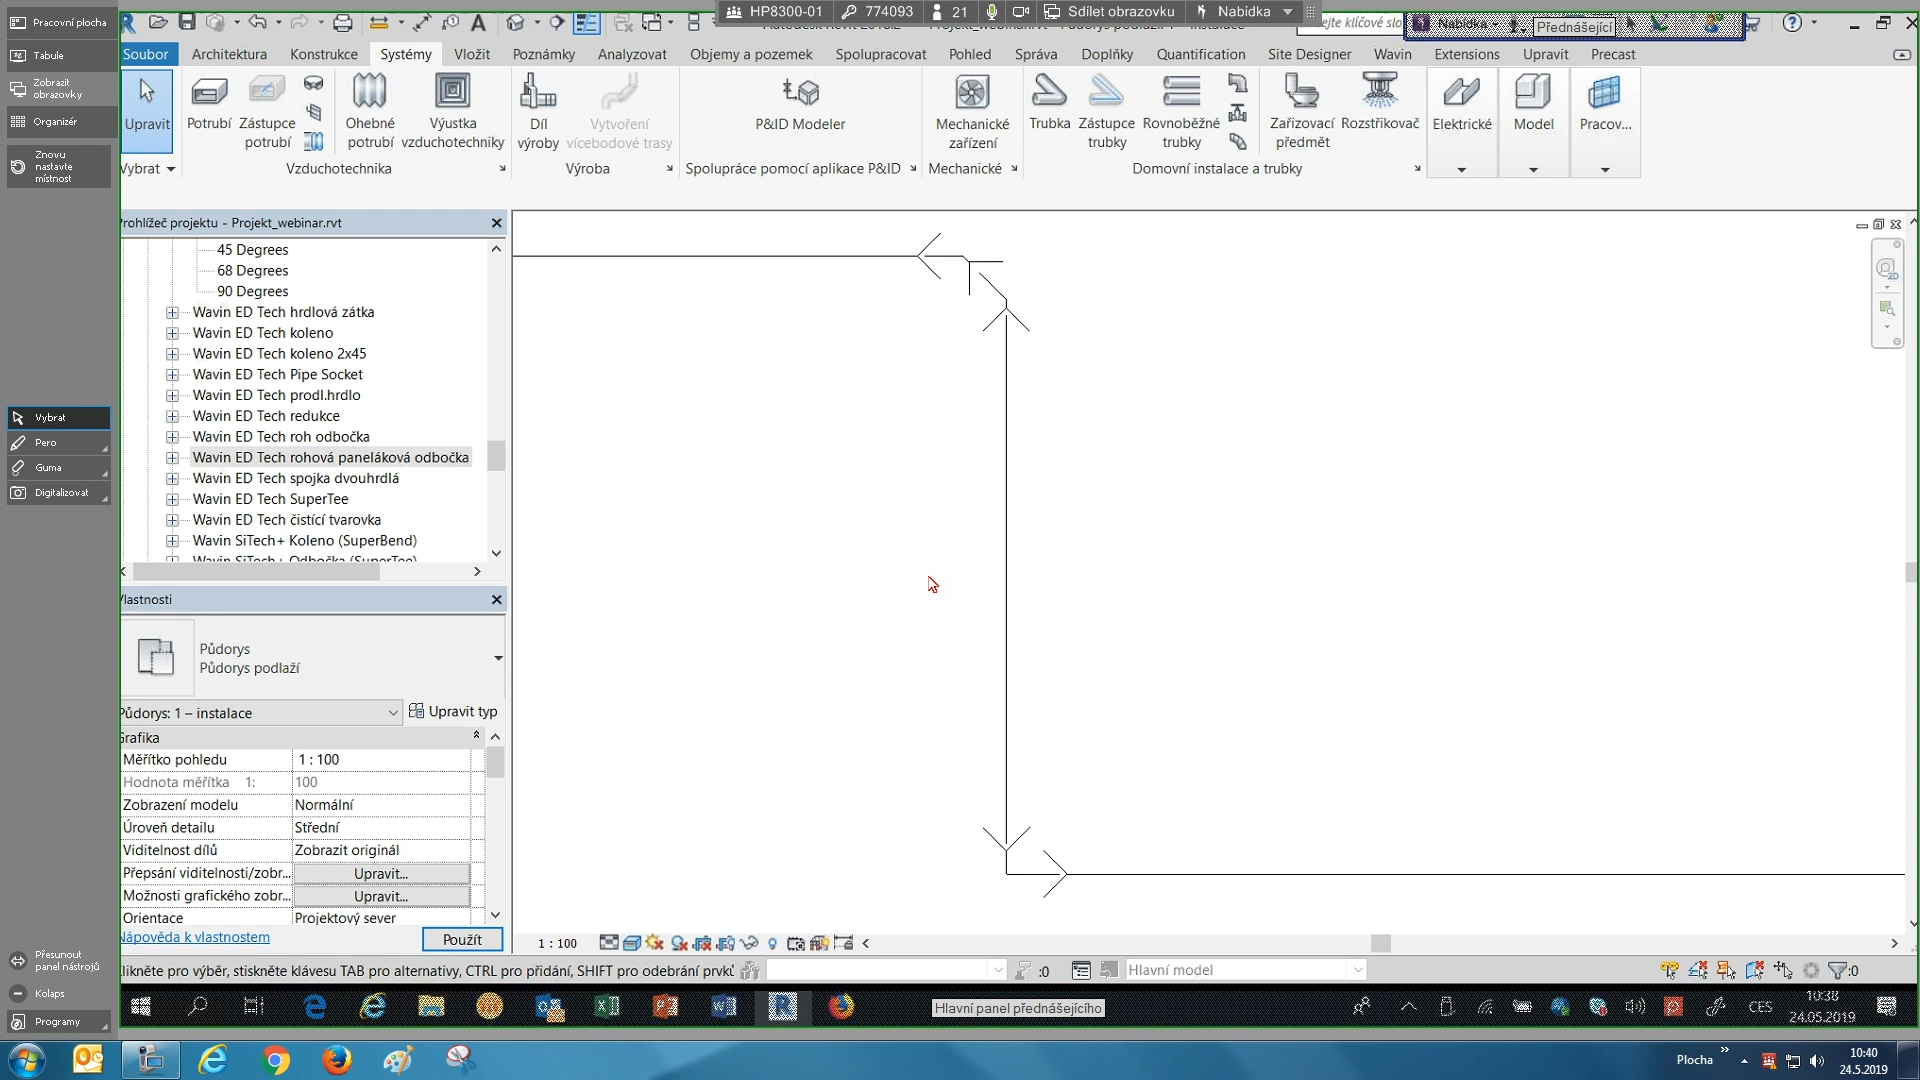 Pracovní plocha
Tabule
Zobrazit
obrazovky
Organizér
Znovu
nastavte
místnost
Vybrat
Pero
Guma
Digitalizovat
Přesunout
panel nástrojů
Kolaps
Programy
HP8300-01
774093
21
Sdílet obrazovku
Nabídka
Nabídka
Přednášející
Soubor
Architektura
Konstrukce
Systémy
Vložit
Poznámky
Analyzovat
Objemy a pozemek
Spolupracovat
Pohled
Správa
Doplňky
Quantification
Site Designer
Wavin
Extensions
Upravit
Precast
Upravit
Potrubí
Zástupce
potrubí
Ohebné
potrubí
Výustka
vzduchotechniky
Díl
výroby
Vytvoření
vícebodové trasy
P&ID Modeler
Mechanické
zařízení
Trubka
Zástupce
trubky
Rovnoběžné
trubky
Zařizovací
předmět
Rozstřikovač
Elektrické
Model
Pracov...
Vybrat
Vzduchotechnika
Výroba
Spolupráce pomocí aplikace P&ID
Mechanické
Domovní instalace a trubky
rohlížeč projektu - Projekt_webinar.rvt
45 Degrees
68 Degrees
90 Degrees
Wavin ED Tech hrdlová zátka
Wavin ED Tech koleno
Wavin ED Tech koleno 2x45
Wavin ED Tech Pipe Socket
Wavin ED Tech prodl.hrdlo
Wavin ED Tech redukce
Wavin ED Tech roh odbočka
Wavin ED Tech rohová paneláková odbočka
Wavin ED Tech spojka dvouhrdlá
Wavin ED Tech SuperTee
Wavin ED Tech čistící tvarovka
Wavin SiTech+ Koleno (SuperBend)
Wavin SiTech+ Odbočka (SuperTee)
Vlastnosti
Půdorys
Půdorys podlaží
Půdorys: 1 – instalace
Upravit typ
Grafika
Měřítko pohledu
1 : 100
Hodnota měřítka 1:
100
Zobrazení modelu
Normální
Úroveň detailu
Střední
Viditelnost dílů
Zobrazit originál
Přepsání viditelnosti/zobr...
Upravit...
Možnosti grafického zobr...
Upravit...
Orientace
Projektový sever
Nápověda k vlastnostem
Použít
1 : 100
likněte pro výběr, stiskněte klávesu TAB pro alternativy, CTRL pro přidání, SHIFT pro odebrání prvků
:0
Hlavní model
:0
Hlavní panel přednášejícího
CES
10:38
24.05.2019
Plocha
10:40
24.5.2019